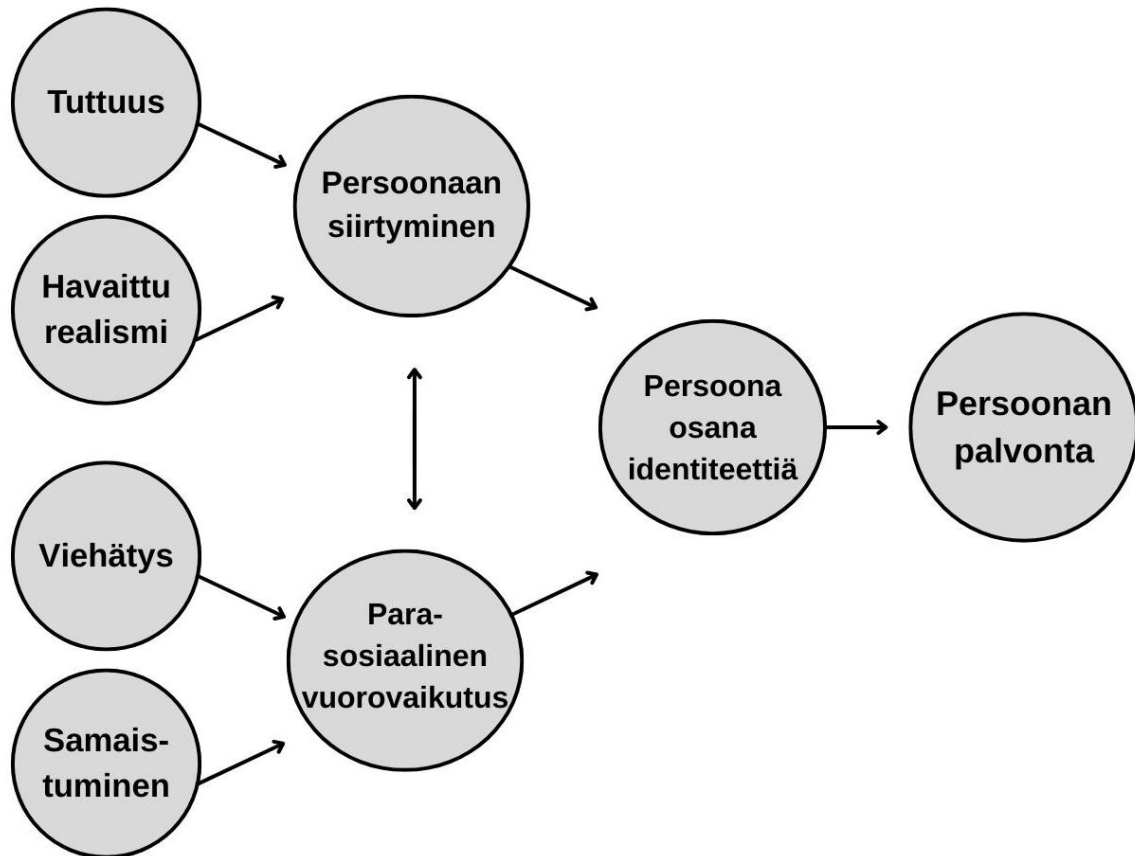 Tuttuus
Havaittu
realismi
Viehätys
Samais-
tuminen
Persoonaan
siirtyminen
Para-
sosiaalinen
vuorovaikutus
Persoona
osana
identiteettiä
Persoonan
palvonta